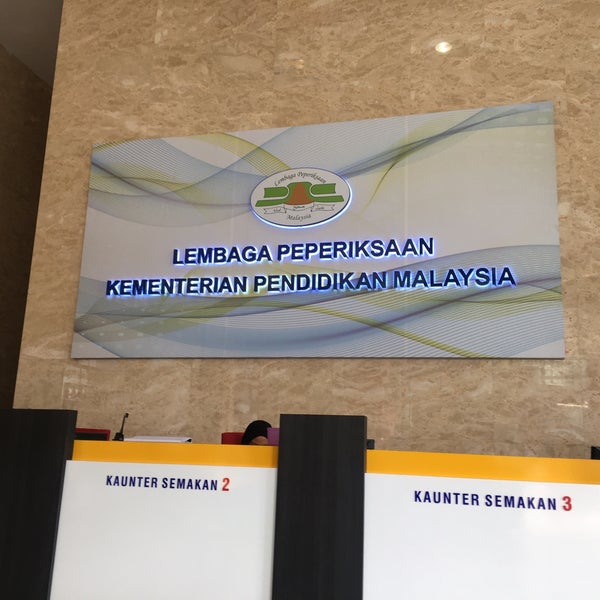 Lembaga Peperiksaan
Malaysia
LEMBAGA PEPERIKSAAN
KEMENTERIAN PENDIDIKAN MALAYSIA
KAUNTER SEMAKAN 2
KAUNTER SEMAKAN 3